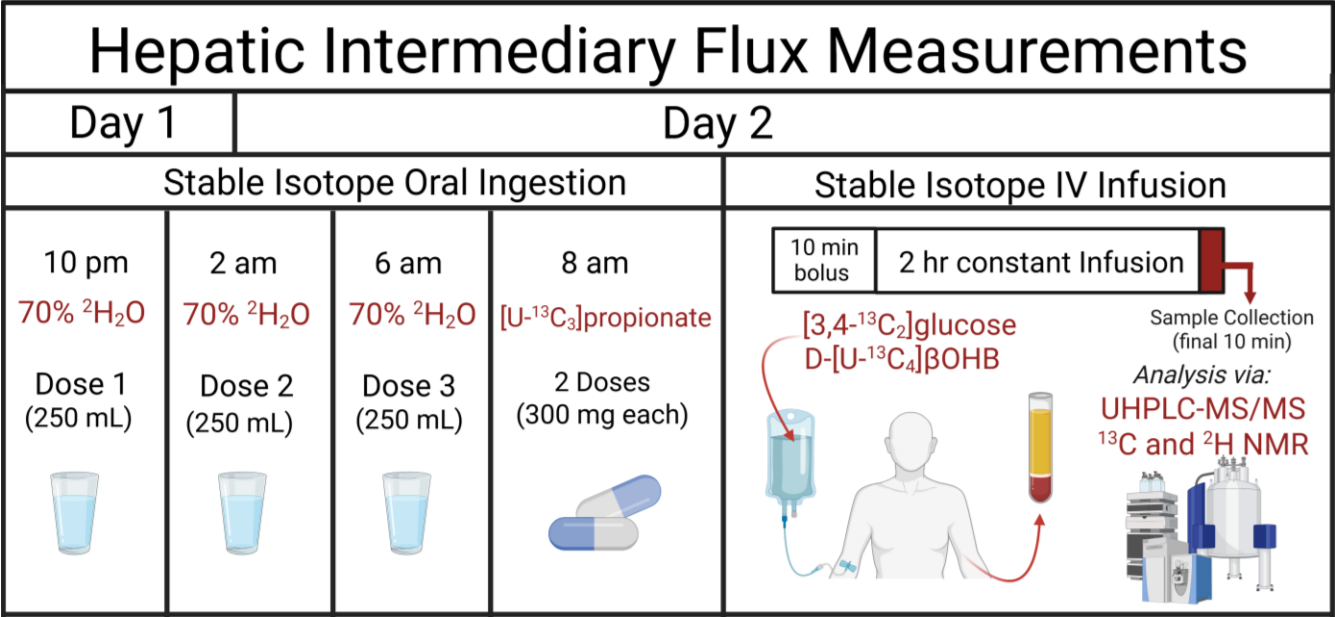 Hepatic Intermediary Flux Measurements
Day 1
Day 2
Stable Isotope Oral Ingestion
Stable Isotope IV Infusion
10 pm
70% ²H₂O
Dose 1
(250 mL)
2 am
70% ²H₂O
Dose 2
(250 mL)
6 am
70% ²H₂O
Dose 3
(250 mL)
8 am
[U-¹³C₃]propionate
2 Doses
(300 mg each)
10 min
bolus
2 hr constant Infusion
[3,4-¹³C₂]glucose
D-[U-¹³C₄]βOHB
Sample Collection
(final 10 min)
Analysis via:
UHPLC-MS/MS
¹³C and ²H NMR